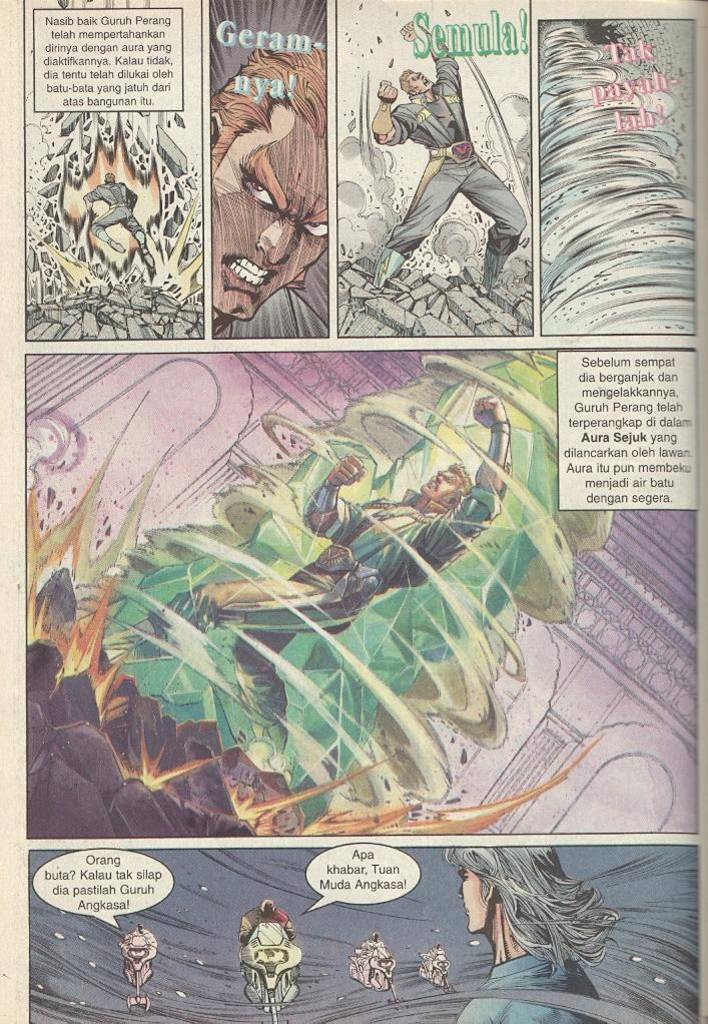 Nasib baik Guruh Perang
telah mempertahankan
dirinya dengan aura yang
diaktifkannya. Kalau tidak,
dia tentu telah dilukai oleh
batu-bata yang jatuh dari
atas bangunan itu.
Geram-
nya!
Semula!
Tak
payah-
lah!
Sebelum sempat
dia berganjak dan
mengelakkannya,
Guruh Perang telah
terperangkap di dalam
Aura Sejuk yang
dilancarkan oleh lawan.
Aura itu pun membeku
menjadi air batu
dengan segera.
Orang
buta? Kalau tak silap
dia pastilah Guruh
Angkasa!
Apa
khabar, Tuan
Muda Angkasa!